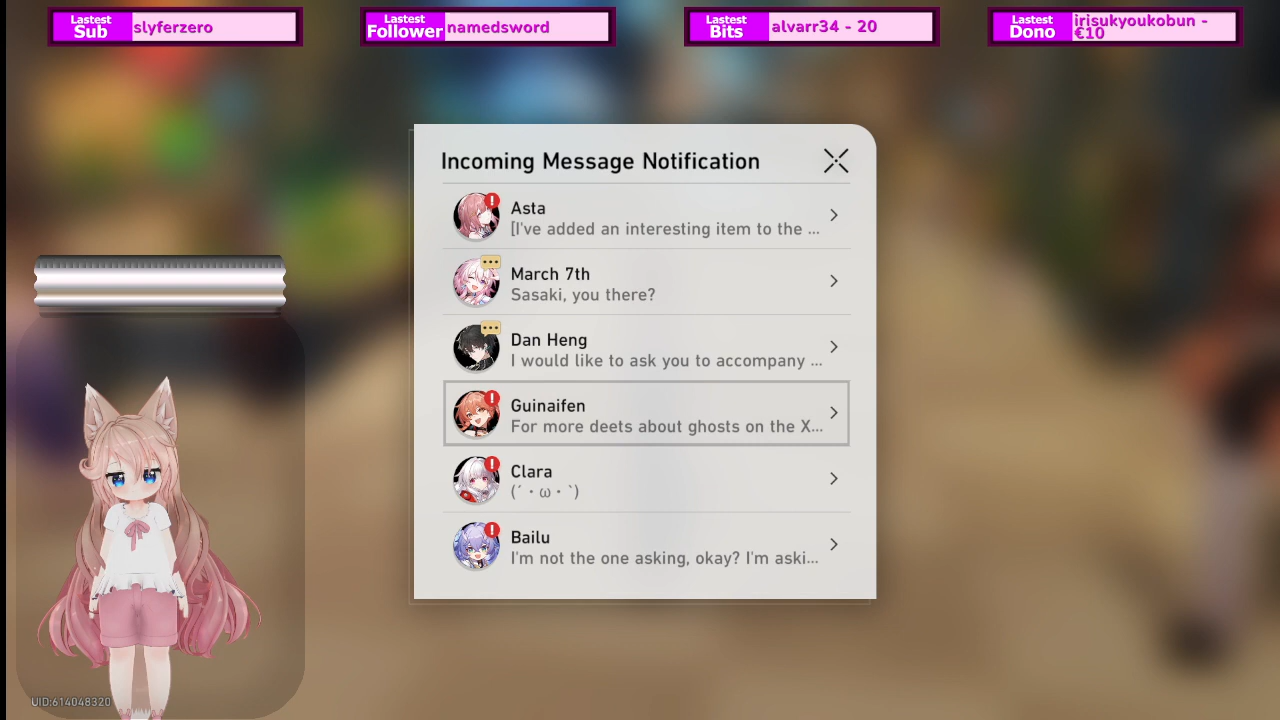 Lastest
Sub
slyferzero
Lastest
Follower
namedsword
Lastest
Bits
alvarr34 - 20
Lastest
Dono
irisukyoukobun -
€10
Incoming Message Notification
Asta
[I've added an interesting item to the ...
March 7th
Sasaki, you there?
Dan Heng
I would like to ask you to accompany ...
Guinaifen
For more deets about ghosts on the X...
Clara
(´・ω・`)
Bailu
I'm not the one asking, okay? I'm aski...
UID:614048320